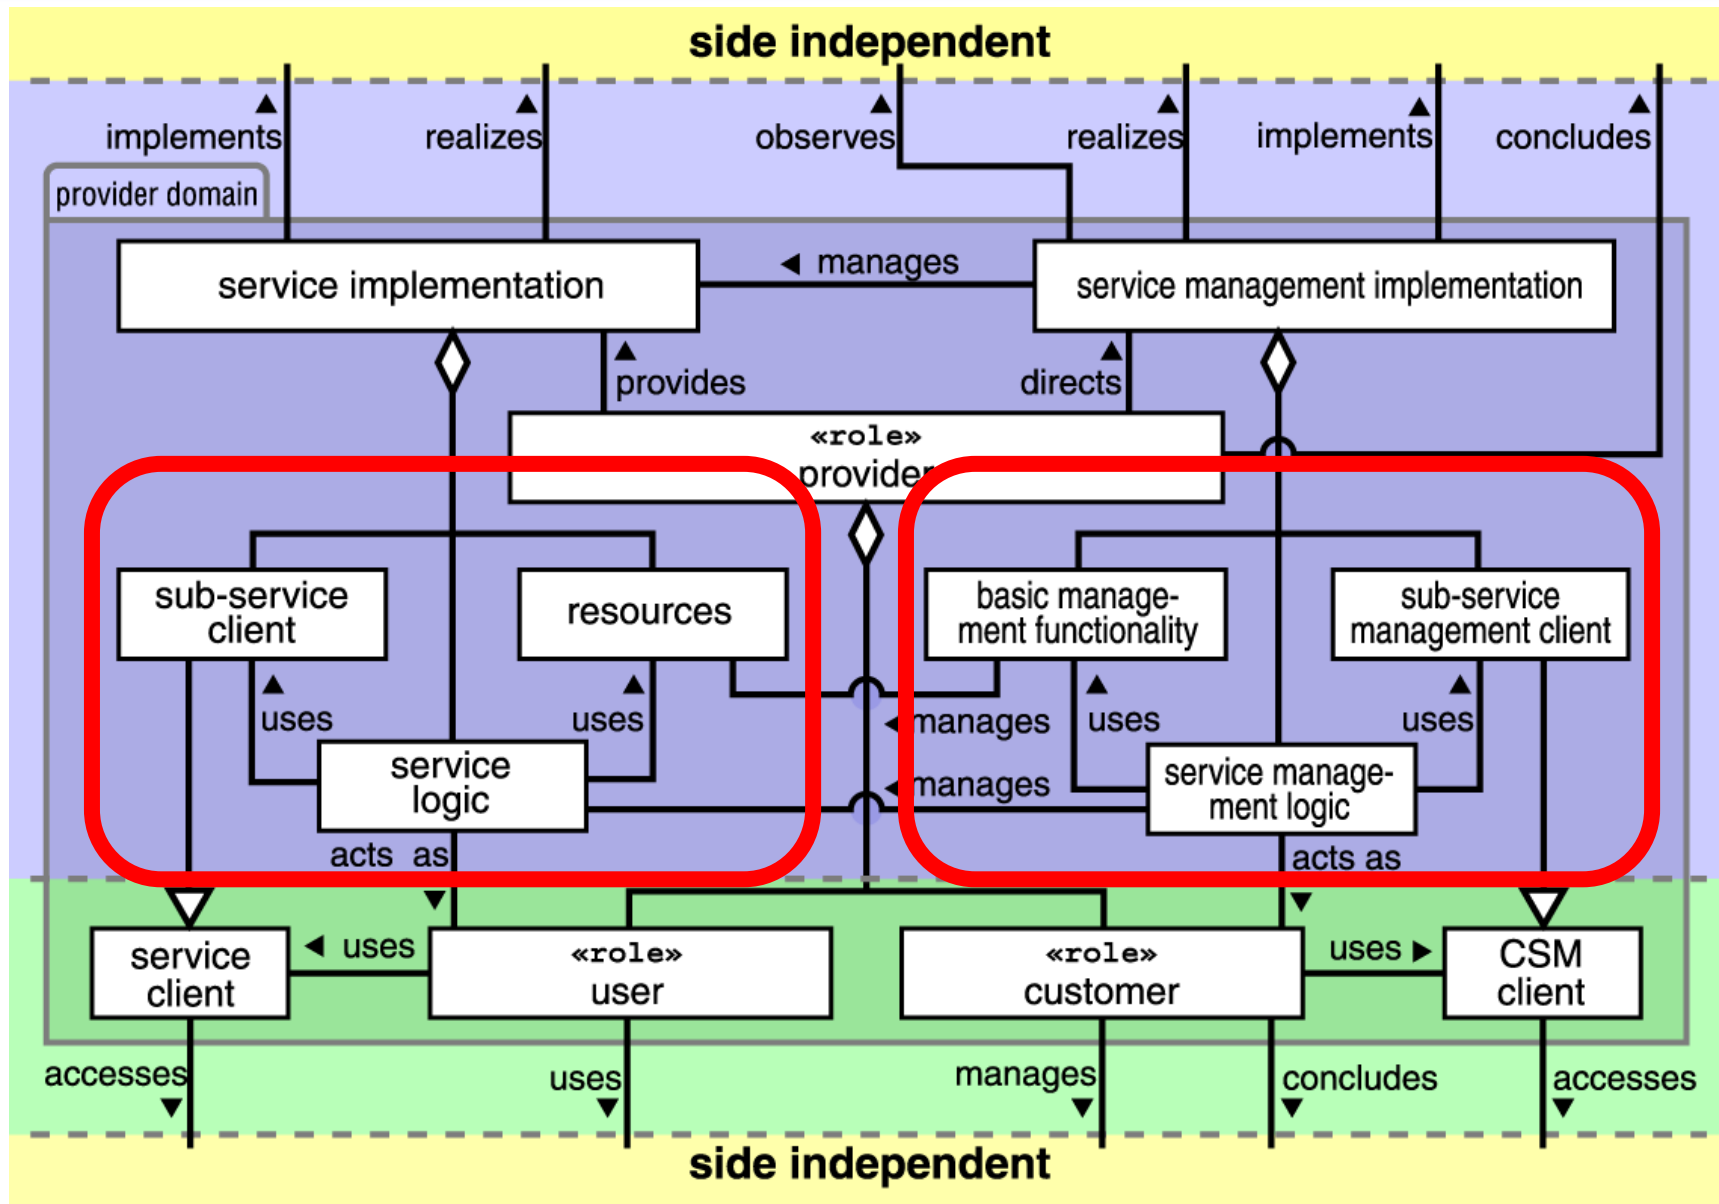 side independent
implements
realizes
observes
realizes
implements
concludes
provider domain
service implementation
manages
service management implementation
provides
directs
«role»
provider
sub-service
client
resources
basic manage-
ment functionality
sub-service
management client
uses
uses
manages
uses
uses
service
logic
manages
service manage-
ment logic
acts as
acts as
service
client
uses
«role»
user
«role»
customer
uses
CSM
client
accesses
uses
manages
concludes
accesses
side independent